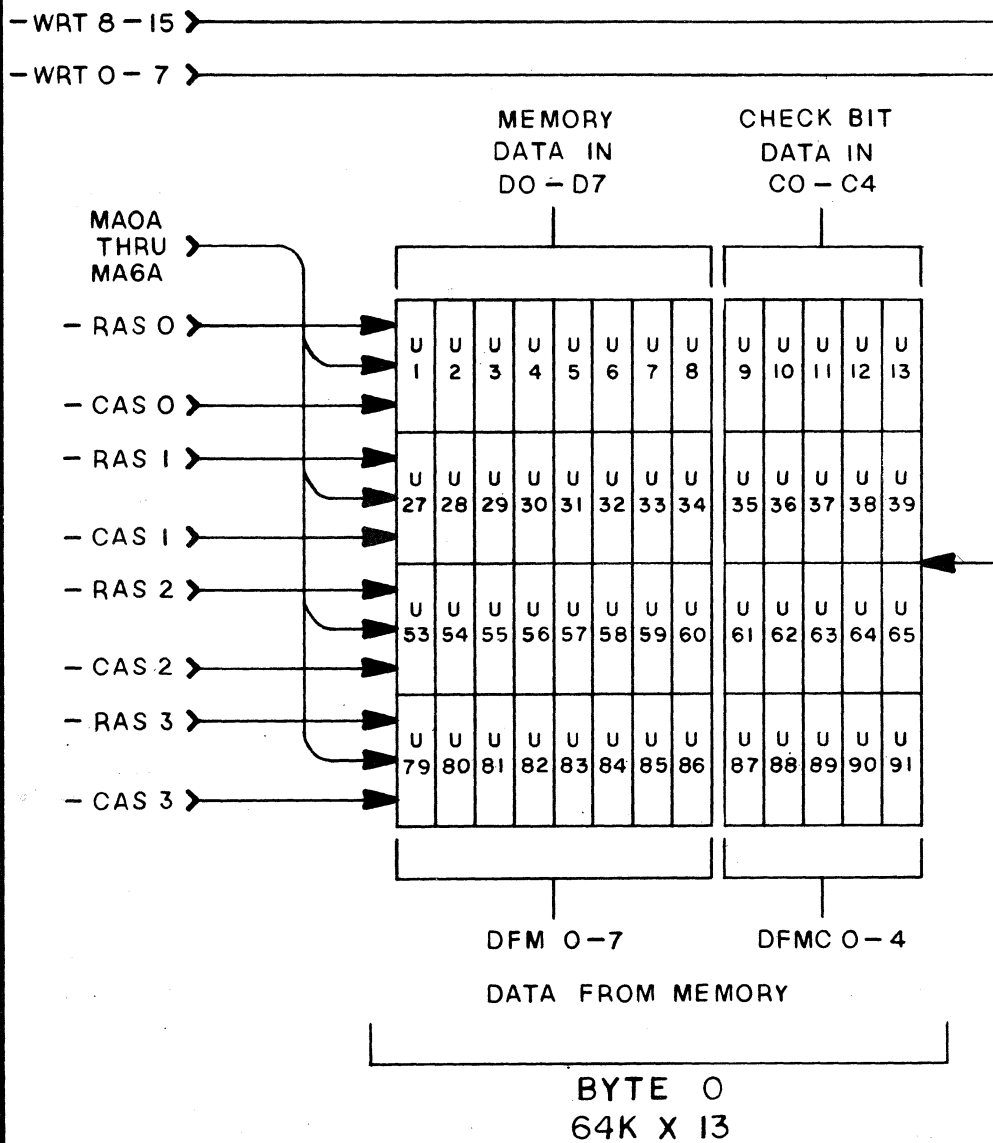 -WRT 8-15
-WRT 0-7
MEMORY
DATA IN
D0-D7
CHECK BIT
DATA IN
C0-C4
MA0A
THRU
MA6A
-RAS 0
-CAS 0
-RAS 1
-CAS 1
-RAS 2
-CAS 2
-RAS 3
-CAS 3
U U U U U U U U U U U U U
1 2 3 4 5 6 7 8 9 10 11 12 13
U U U U U U U U U U U U U
27 28 29 30 31 32 33 34 35 36 37 38 39
U U U U U U U U U U U U U
53 54 55 56 57 58 59 60 61 62 63 64 65
U U U U U U U U U U U U U
79 80 81 82 83 84 85 86 87 88 89 90 91
DFM 0-7
DFMC 0-4
DATA FROM MEMORY
BYTE 0
64K X 13